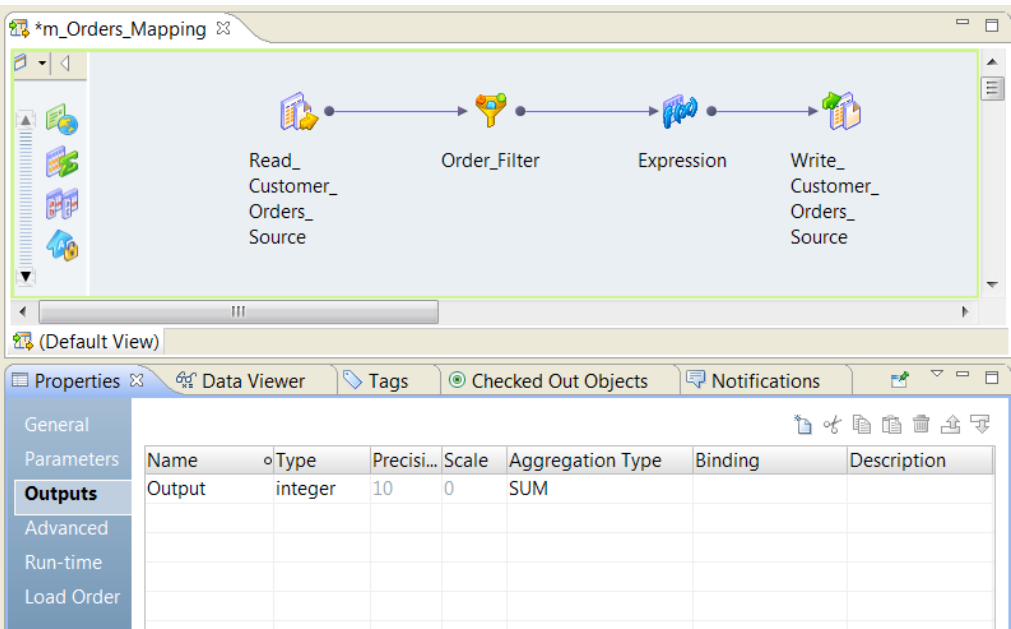 *m_Orders_Mapping
Read_ Order_Filter Expression Write_
Customer_ Customer_
Orders_ Orders_
Source Source
(Default View)
Properties Data Viewer Tags Checked Out Objects Notifications
General
Parameters
Outputs
Advanced
Run-time
Load Order
Name Type Precisi... Scale Aggregation Type Binding Description
Output integer 10 0 SUM